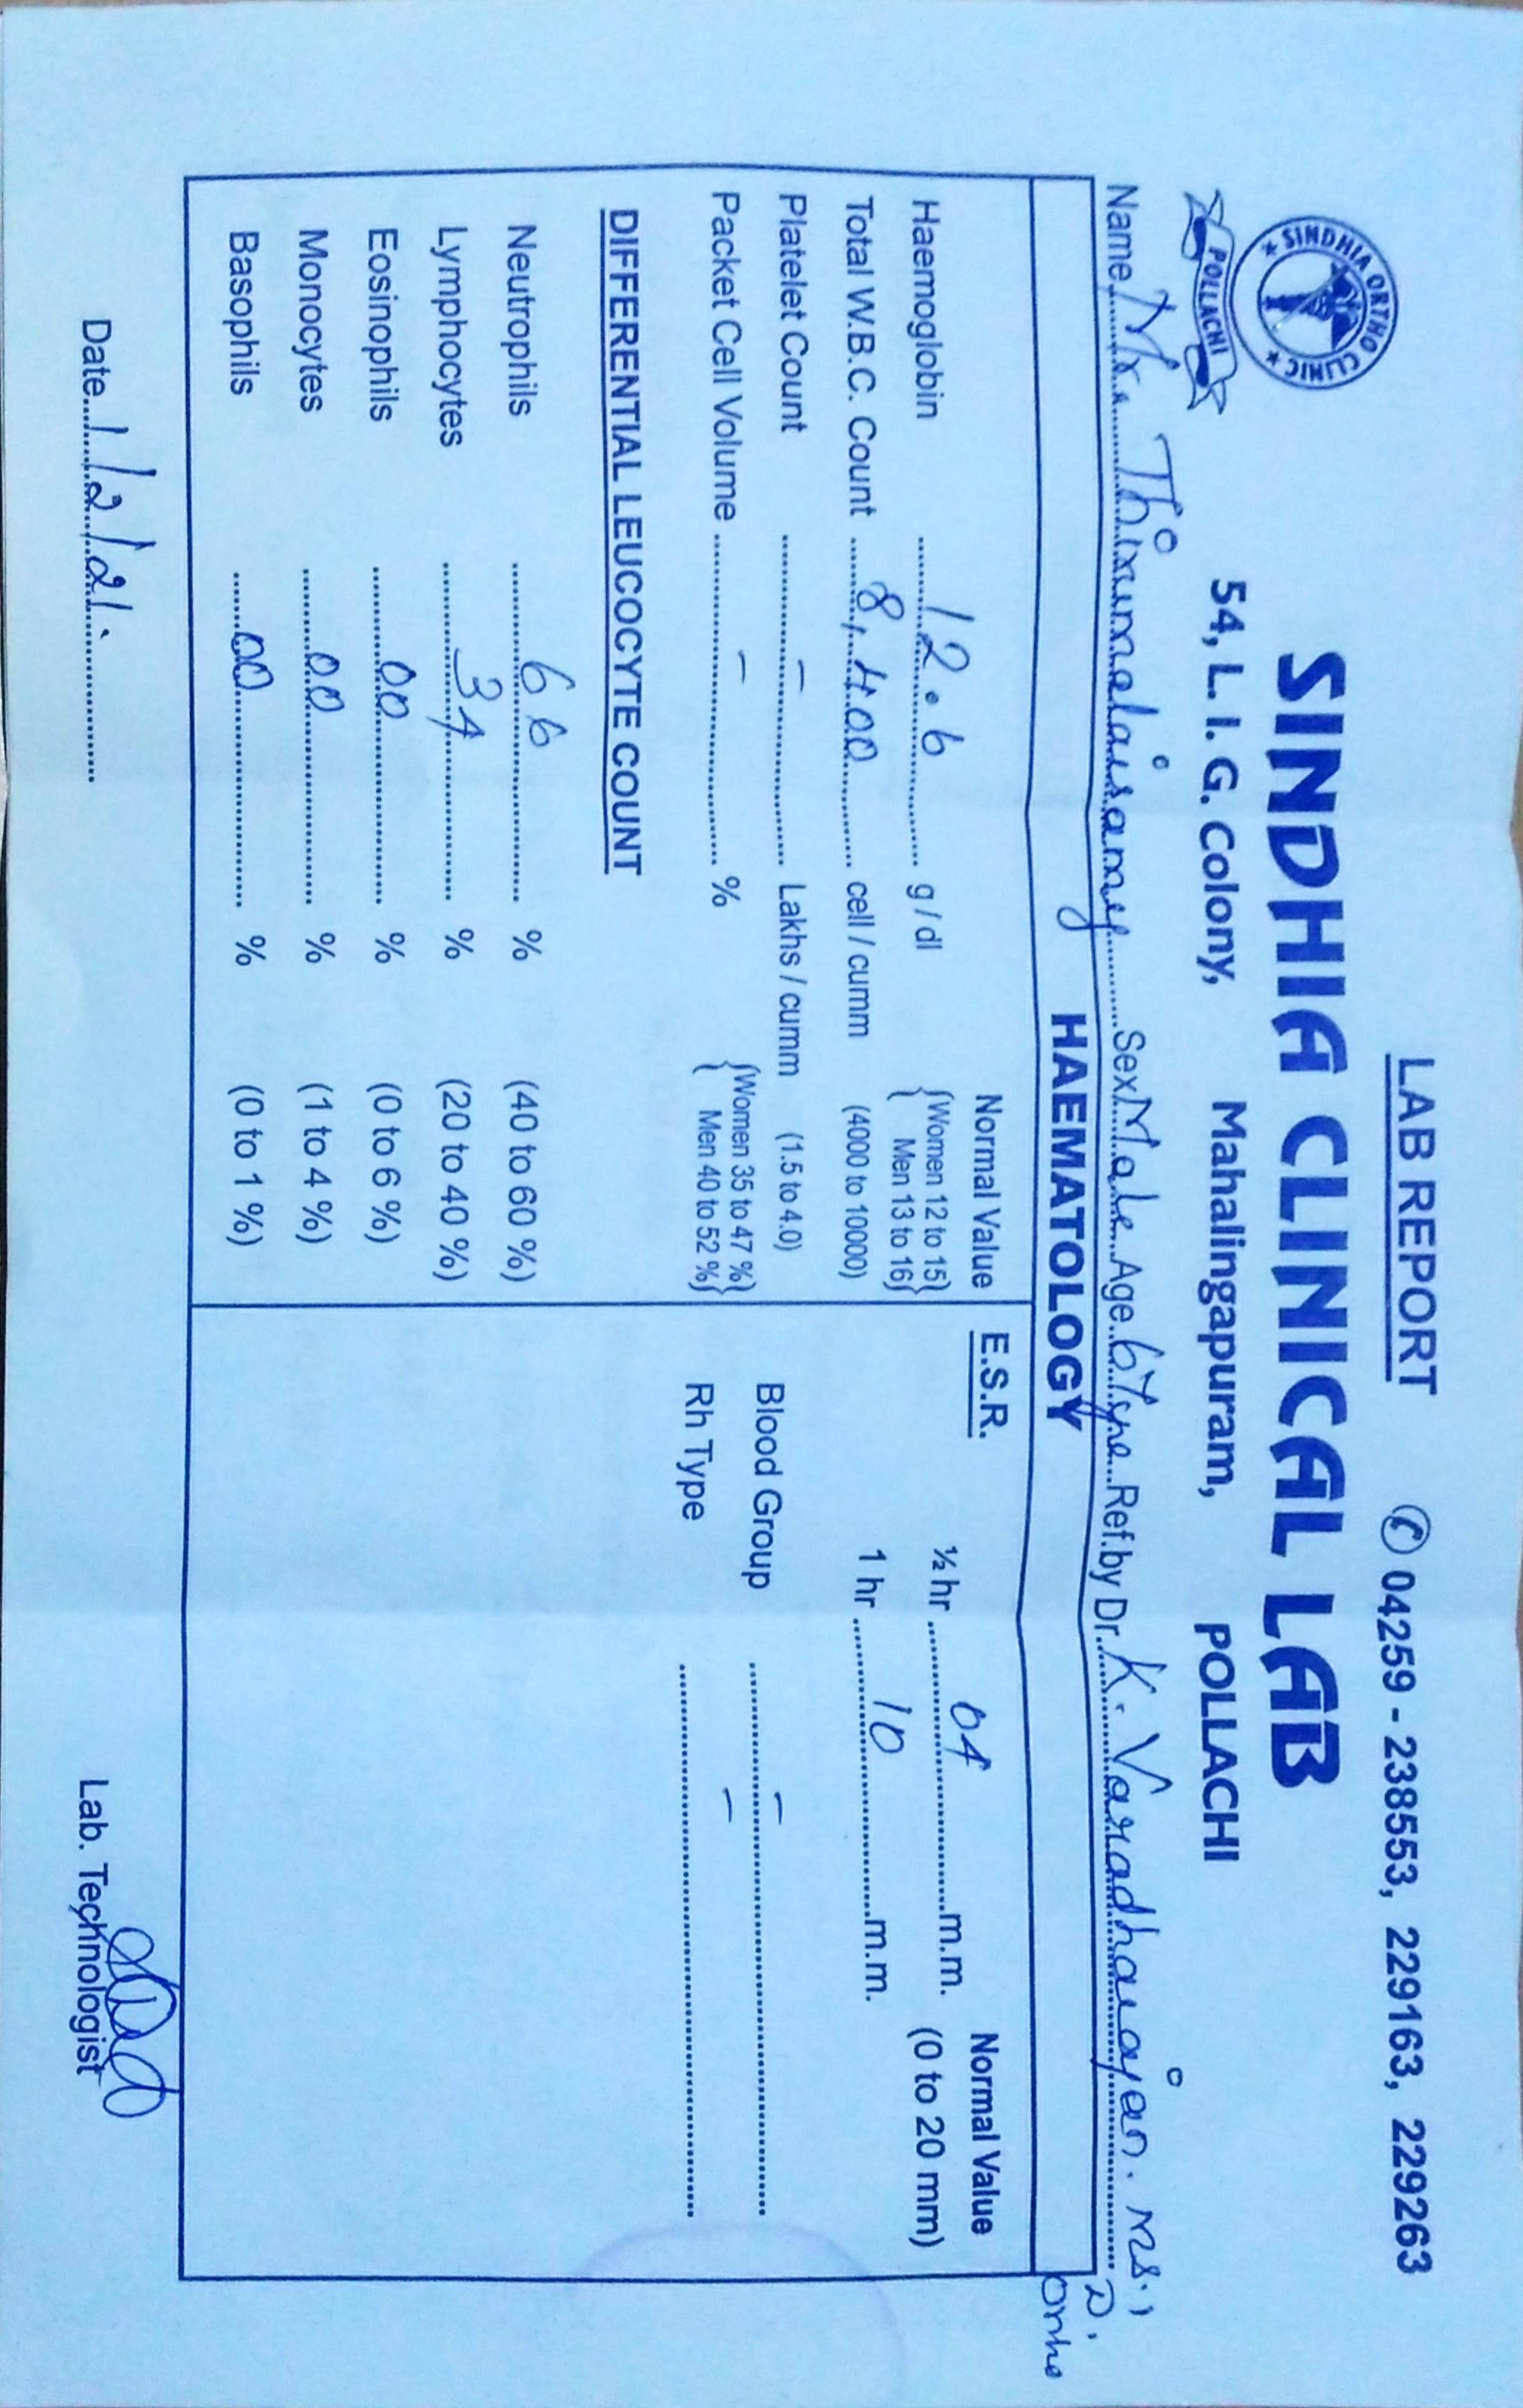 LAB REPORT ✆ 04259 - 238553, 229163, 229263
SINDHIA ORTHO CLINIC
POLLACHI
SINDHIA CLINICAL LAB
54, L. I. G. Colony, Mahalingapuram, POLLACHI
Name Mr. Thirumalaisamy Sex Male Age 67yrs Ref.by Dr. K. Varadharajan. MS.,
D.
Ortho
HAEMATOLOGY
Normal Value
Haemoglobin 12.6 g / dl {Women 12 to 15}
{Men 13 to 16}
Total W.B.C. Count 8,400 cell / cumm (4000 to 10000)
Platelet Count – Lakhs / cumm (1.5 to 4.0)
Packet Cell Volume – % {Women 35 to 47 %}
{Men 40 to 52 %}
DIFFERENTIAL LEUCOCYTE COUNT
Neutrophils 66 % (40 to 60 %)
Lymphocytes 34 % (20 to 40 %)
Eosinophils 00 % (0 to 6 %)
Monocytes 00 % (1 to 4 %)
Basophils 00 % (0 to 1 %)
E.S.R. Normal Value
½ hr 04 m.m. (0 to 20 mm)
1 hr 10 m.m.
Blood Group –
Rh Type –
Date 1/2/21.
Lab. Technologist